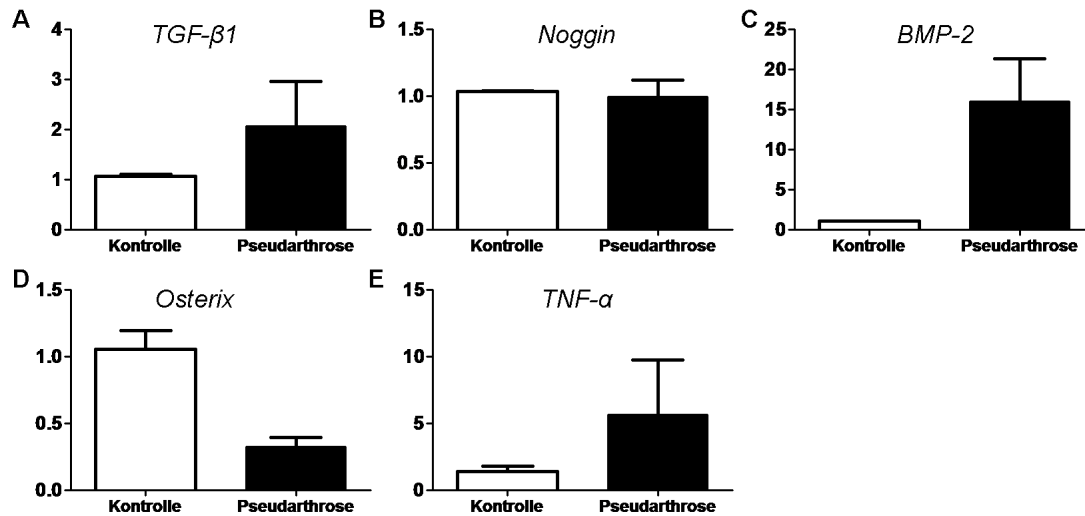 A
TGF-β1
4
3
2
1
0
Kontrolle Pseudarthrose
B
Noggin
1.5
1.0
0.5
0.0
Kontrolle Pseudarthrose
C
BMP-2
25
20
15
10
5
0
Kontrolle Pseudarthrose
D
Osterix
1.5
1.0
0.5
0.0
Kontrolle Pseudarthrose
E
TNF-α
15
10
5
0
Kontrolle Pseudarthrose